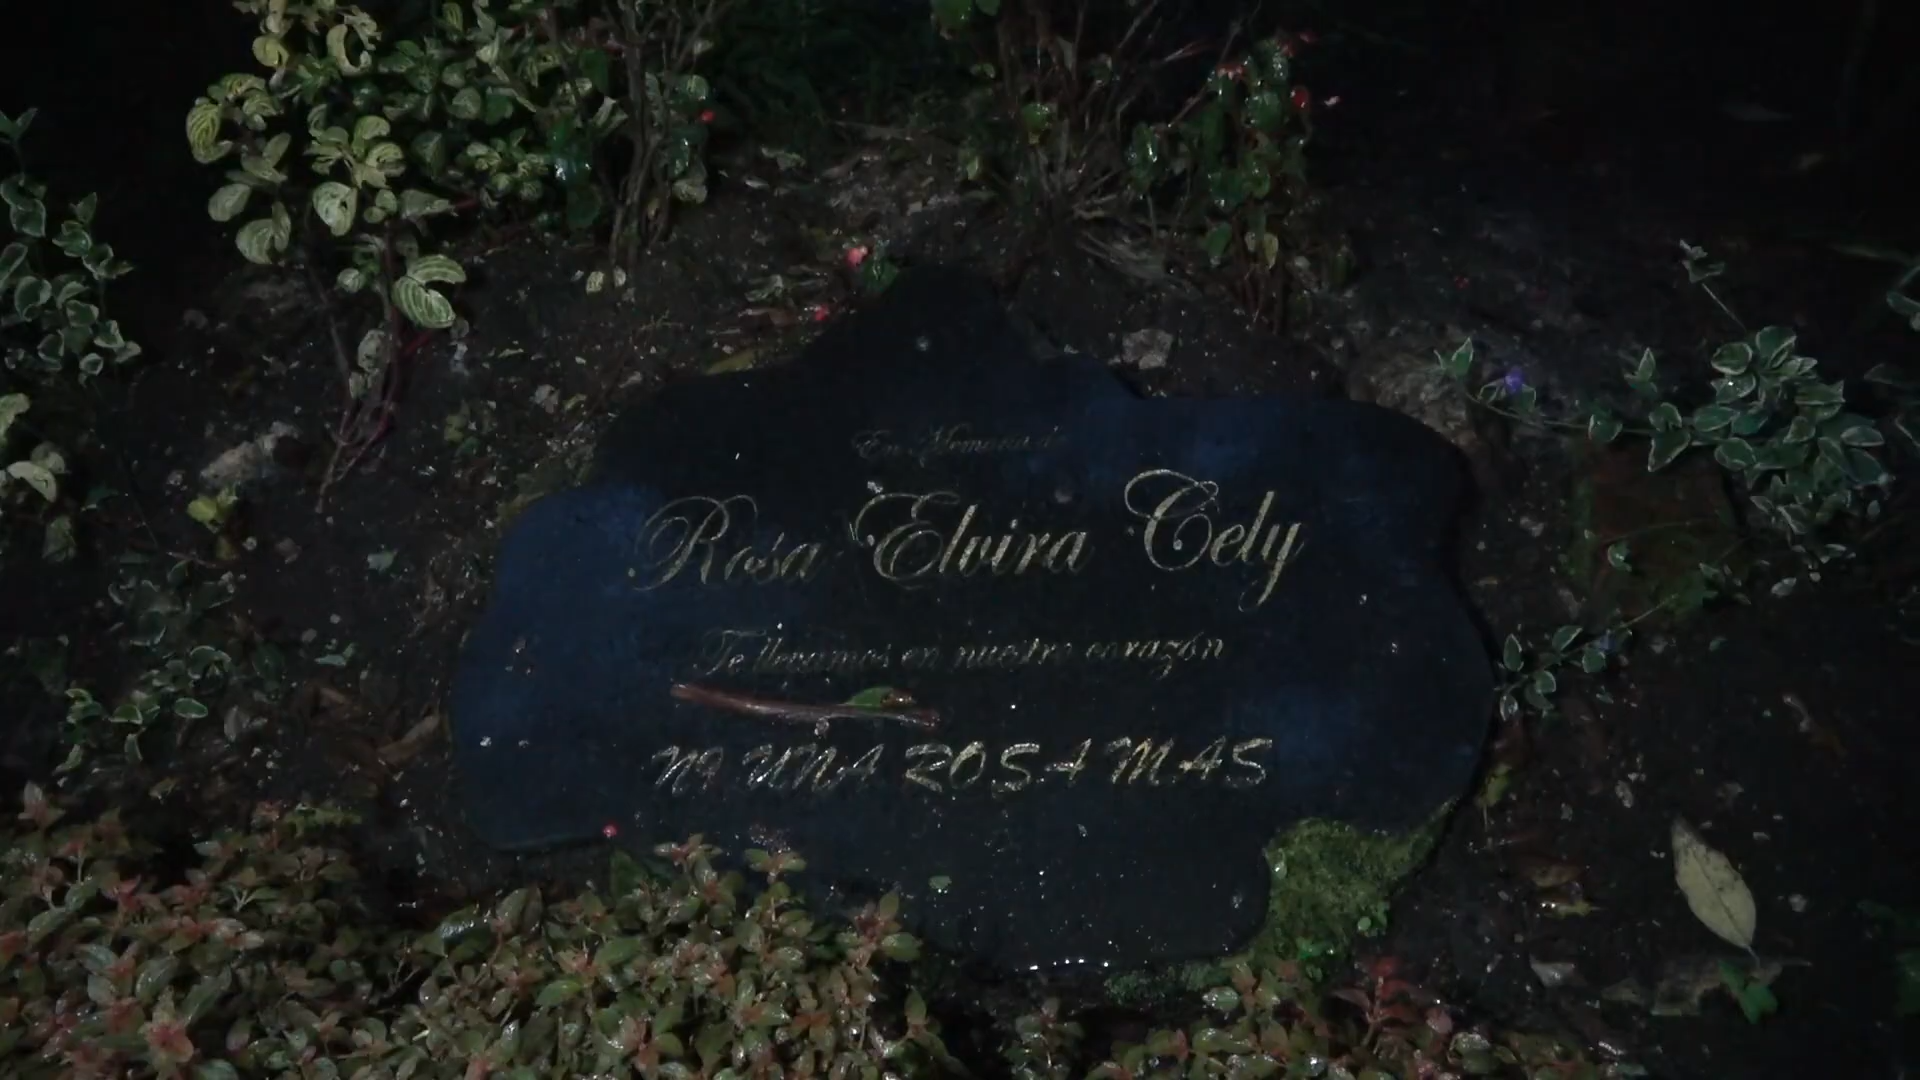 En Memoria de
Rosa Elvira Cely
Te llevamos en nuestro corazón
NI UNA ROSA MAS